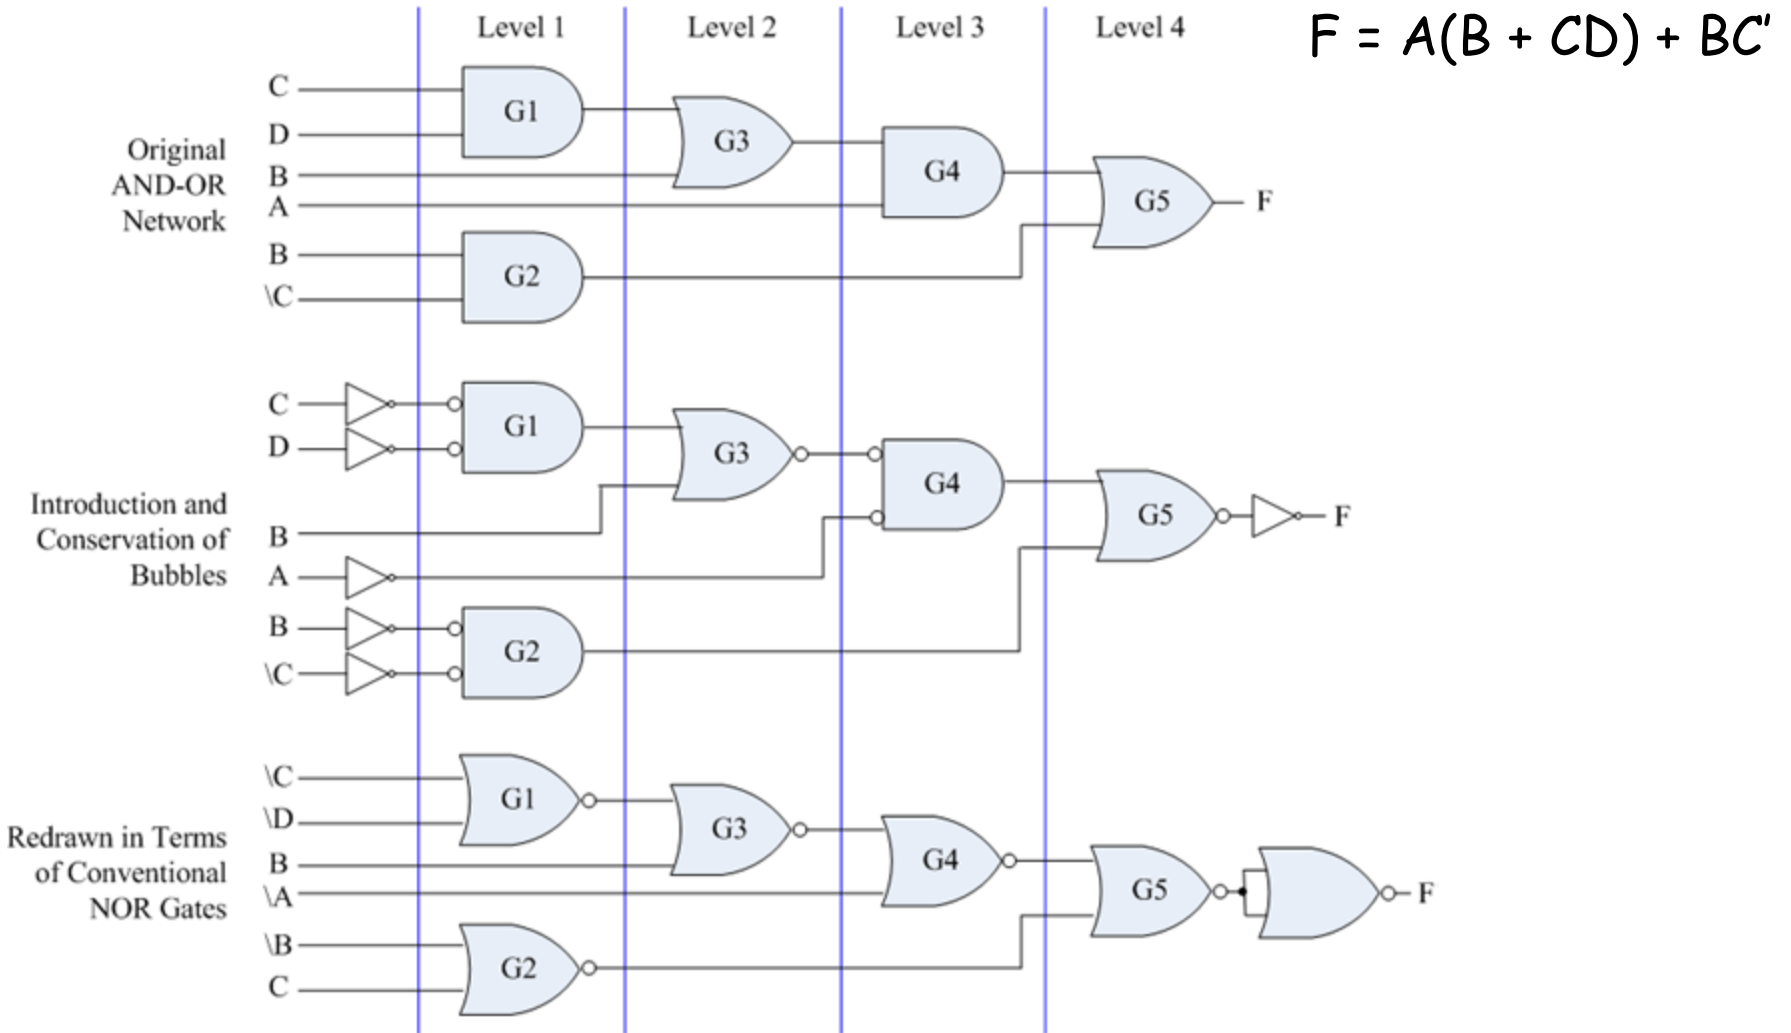 Level 1 Level 2 Level 3 Level 4
F = A(B + CD) + BC'
Original
AND-OR
Network
C
D
B
A
B
\C
G1
G2
G3
G4
G5
F
Introduction and
Conservation of
Bubbles
C
D
B
A
B
\C
G1
G2
G3
G4
G5
F
Redrawn in Terms
of Conventional
NOR Gates
\C
\D
B
\A
\B
C
G1
G2
G3
G4
G5
F